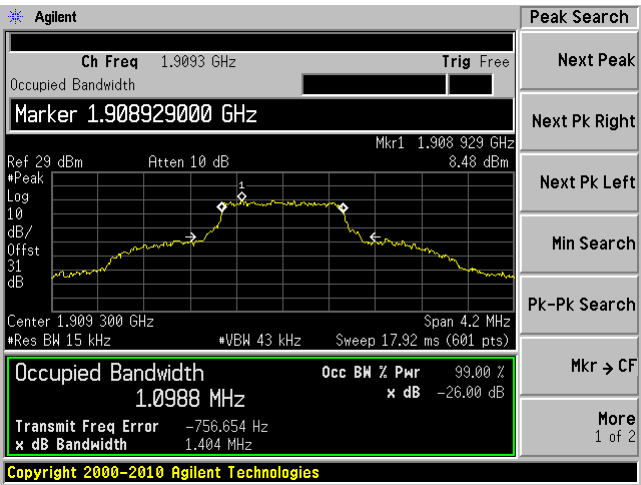 Agilent
Peak Search
Ch Freq 1.9093 GHz Trig Free
Occupied Bandwidth
Marker 1.908929000 GHz
Mkr1 1.908 929 GHz
Ref 29 dBm Atten 10 dB 8.48 dBm
#Peak
Log
10
dB/
Offst
31
dB
1
Center 1.909 300 GHz Span 4.2 MHz
#Res BW 15 kHz #VBW 43 kHz Sweep 17.92 ms (601 pts)
Occupied Bandwidth
1.0988 MHz
Occ BW % Pwr 99.00 %
x dB -26.00 dB
Transmit Freq Error -756.654 Hz
x dB Bandwidth 1.404 MHz
Copyright 2000-2010 Agilent Technologies
Next Peak
Next Pk Right
Next Pk Left
Min Search
Pk-Pk Search
Mkr → CF
More
1 of 2